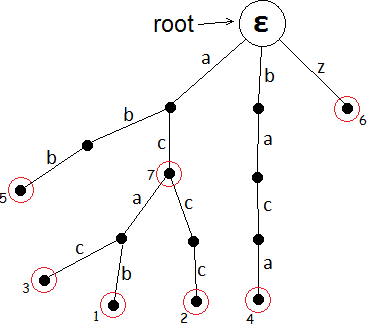 root ε
a b z
b
c a
b 7 6
5 a c c
c b c a
3 1 2 4